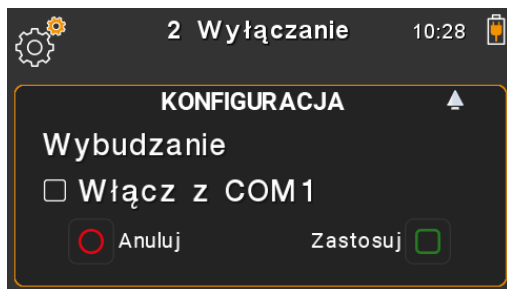 2 Wyłączanie 10:28
KONFIGURACJA
Wybudzanie
Włącz z COM1
Anuluj Zastosuj